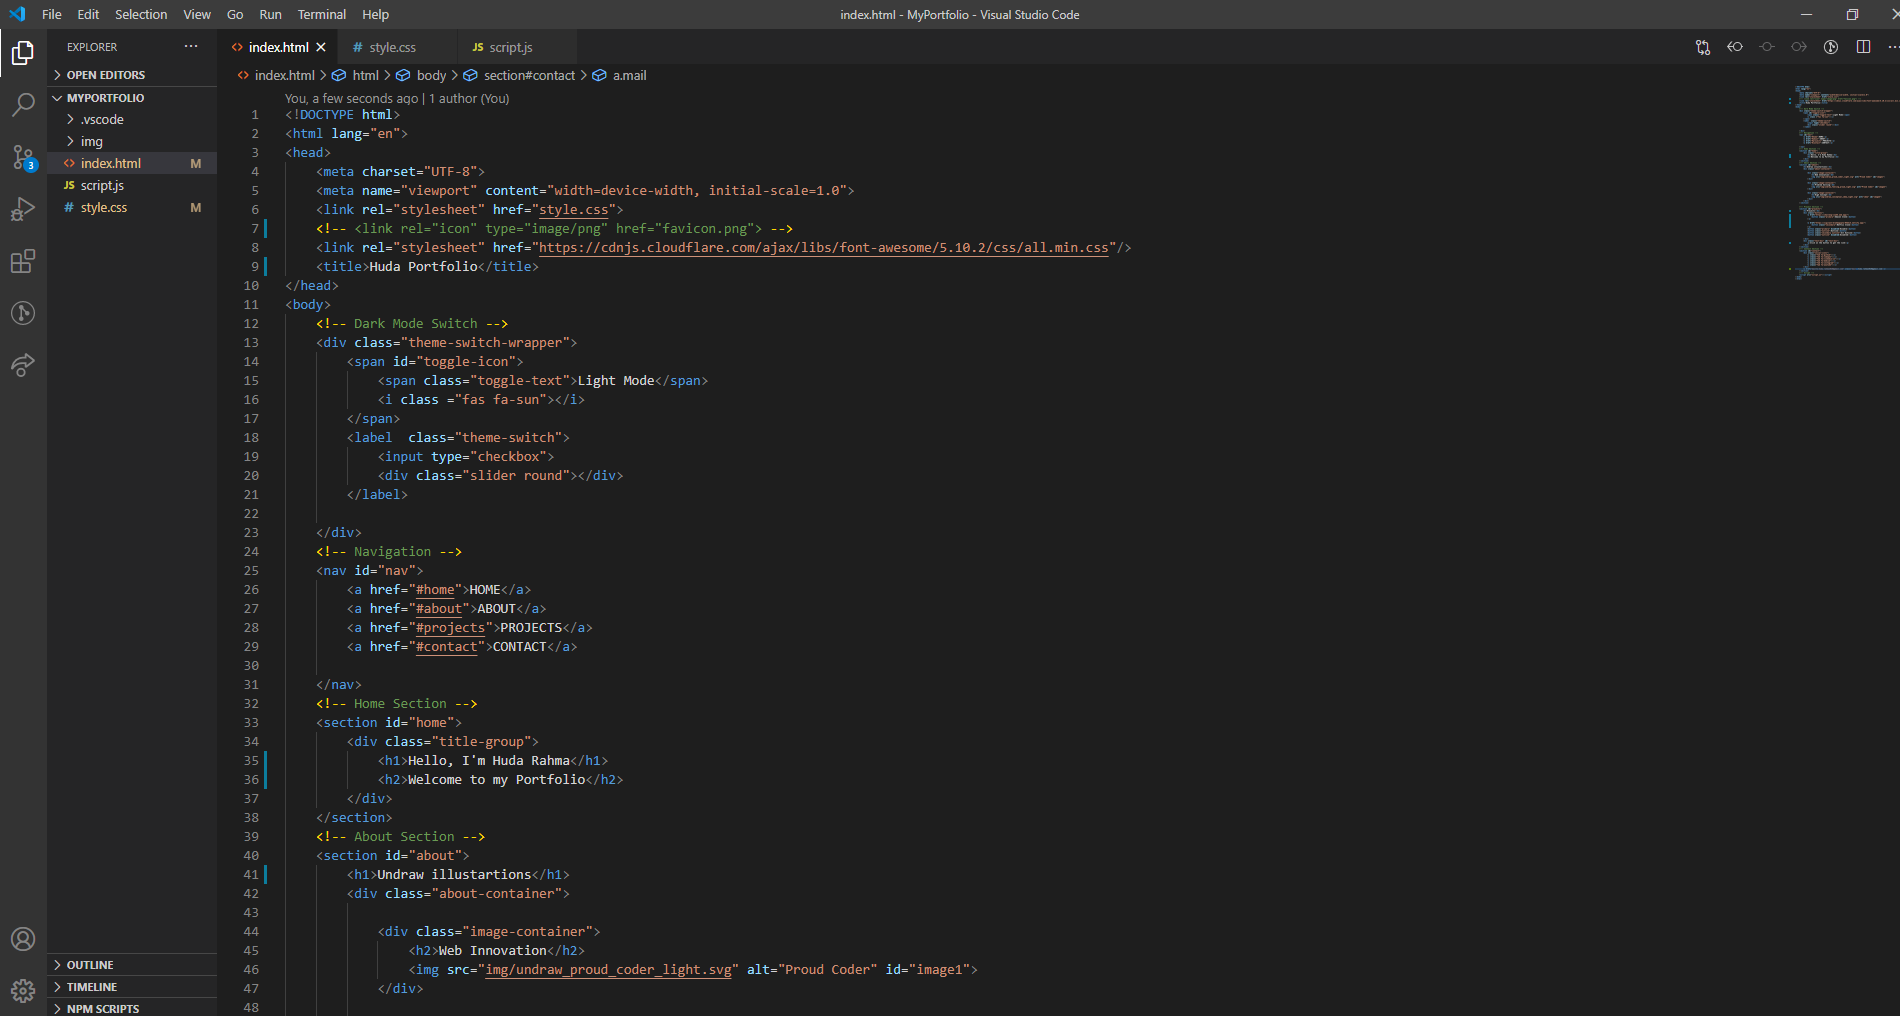 File Edit Selection View Go Run Terminal Help
index.html - MyPortfolio - Visual Studio Code
EXPLORER
OPEN EDITORS
MYPORTFOLIO
.vscode
img
index.html M
JS script.js
# style.css M
3
OUTLINE
TIMELINE
NPM SCRIPTS
<> index.html
# style.css
JS script.js
<> index.html > html > body > section#contact > a.mail
You, a few seconds ago | 1 author (You)
1 <!DOCTYPE html>
2 <html lang="en">
3 <head>
4 <meta charset="UTF-8">
5 <meta name="viewport" content="width=device-width, initial-scale=1.0">
6 <link rel="stylesheet" href="style.css">
7 <!-- <link rel="icon" type="image/png" href="favicon.png"> -->
8 <link rel="stylesheet" href="https://cdnjs.cloudflare.com/ajax/libs/font-awesome/5.10.2/css/all.min.css"/>
9 <title>Huda Portfolio</title>
10 </head>
11 <body>
12 <!-- Dark Mode Switch -->
13 <div class="theme-switch-wrapper">
14 <span id="toggle-icon">
15 <span class="toggle-text">Light Mode</span>
16 <i class ="fas fa-sun"></i>
17 </span>
18 <label  class="theme-switch">
19 <input type="checkbox">
20 <div class="slider round"></div>
21 </label>
22
23 </div>
24 <!-- Navigation -->
25 <nav id="nav">
26 <a href="#home">HOME</a>
27 <a href="#about">ABOUT</a>
28 <a href="#projects">PROJECTS</a>
29 <a href="#contact">CONTACT</a>
30
31 </nav>
32 <!-- Home Section -->
33 <section id="home">
34 <div class="title-group">
35 <h1>Hello, I'm Huda Rahma</h1>
36 <h2>Welcome to my Portfolio</h2>
37 </div>
38 </section>
39 <!-- About Section -->
40 <section id="about">
41 <h1>Undraw illustartions</h1>
42 <div class="about-container">
43
44 <div class="image-container">
45 <h2>Web Innovation</h2>
46 <img src="img/undraw_proud_coder_light.svg" alt="Proud Coder" id="image1">
47 </div>
48